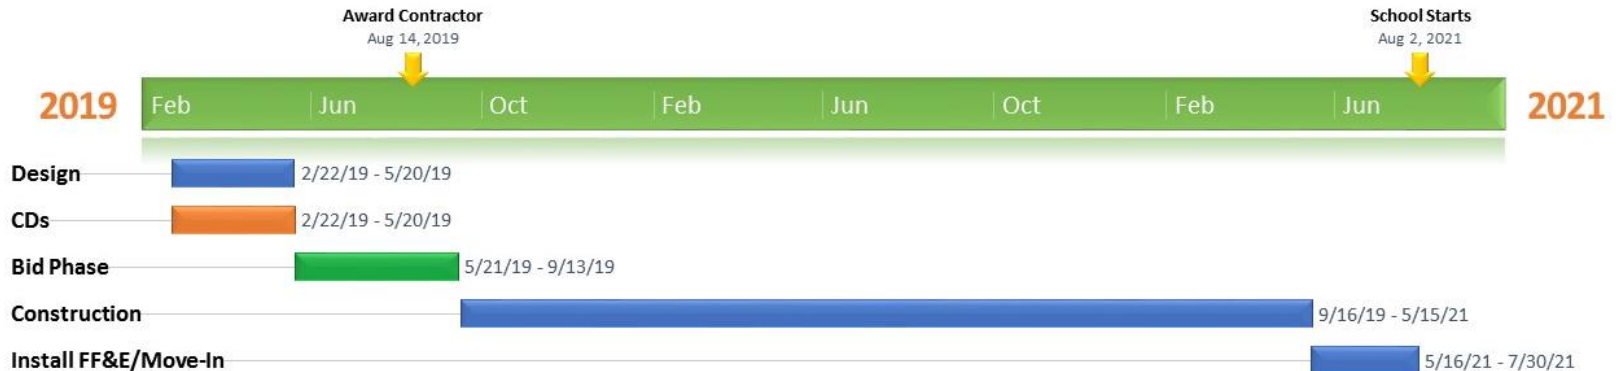 Award Contractor
Aug 14, 2019
School Starts
Aug 2, 2021
2019 Feb Jun Oct Feb Jun Oct Feb Jun 2021
Design 2/22/19 - 5/20/19
CDs 2/22/19 - 5/20/19
Bid Phase 5/21/19 - 9/13/19
Construction 9/16/19 - 5/15/21
Install FF&E/Move-In 5/16/21 - 7/30/21